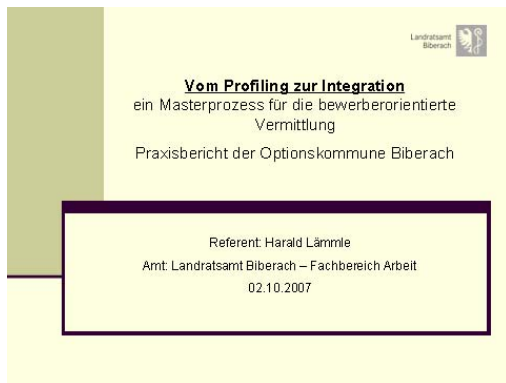 Landratsamt
Biberach
Vom Profiling zur Integration
ein Masterprozess für die bewerberorientierte
Vermittlung
Praxisbericht der Optionskommune Biberach
Referent: Harald Lämmle
Amt: Landratsamt Biberach – Fachbereich Arbeit
02.10.2007